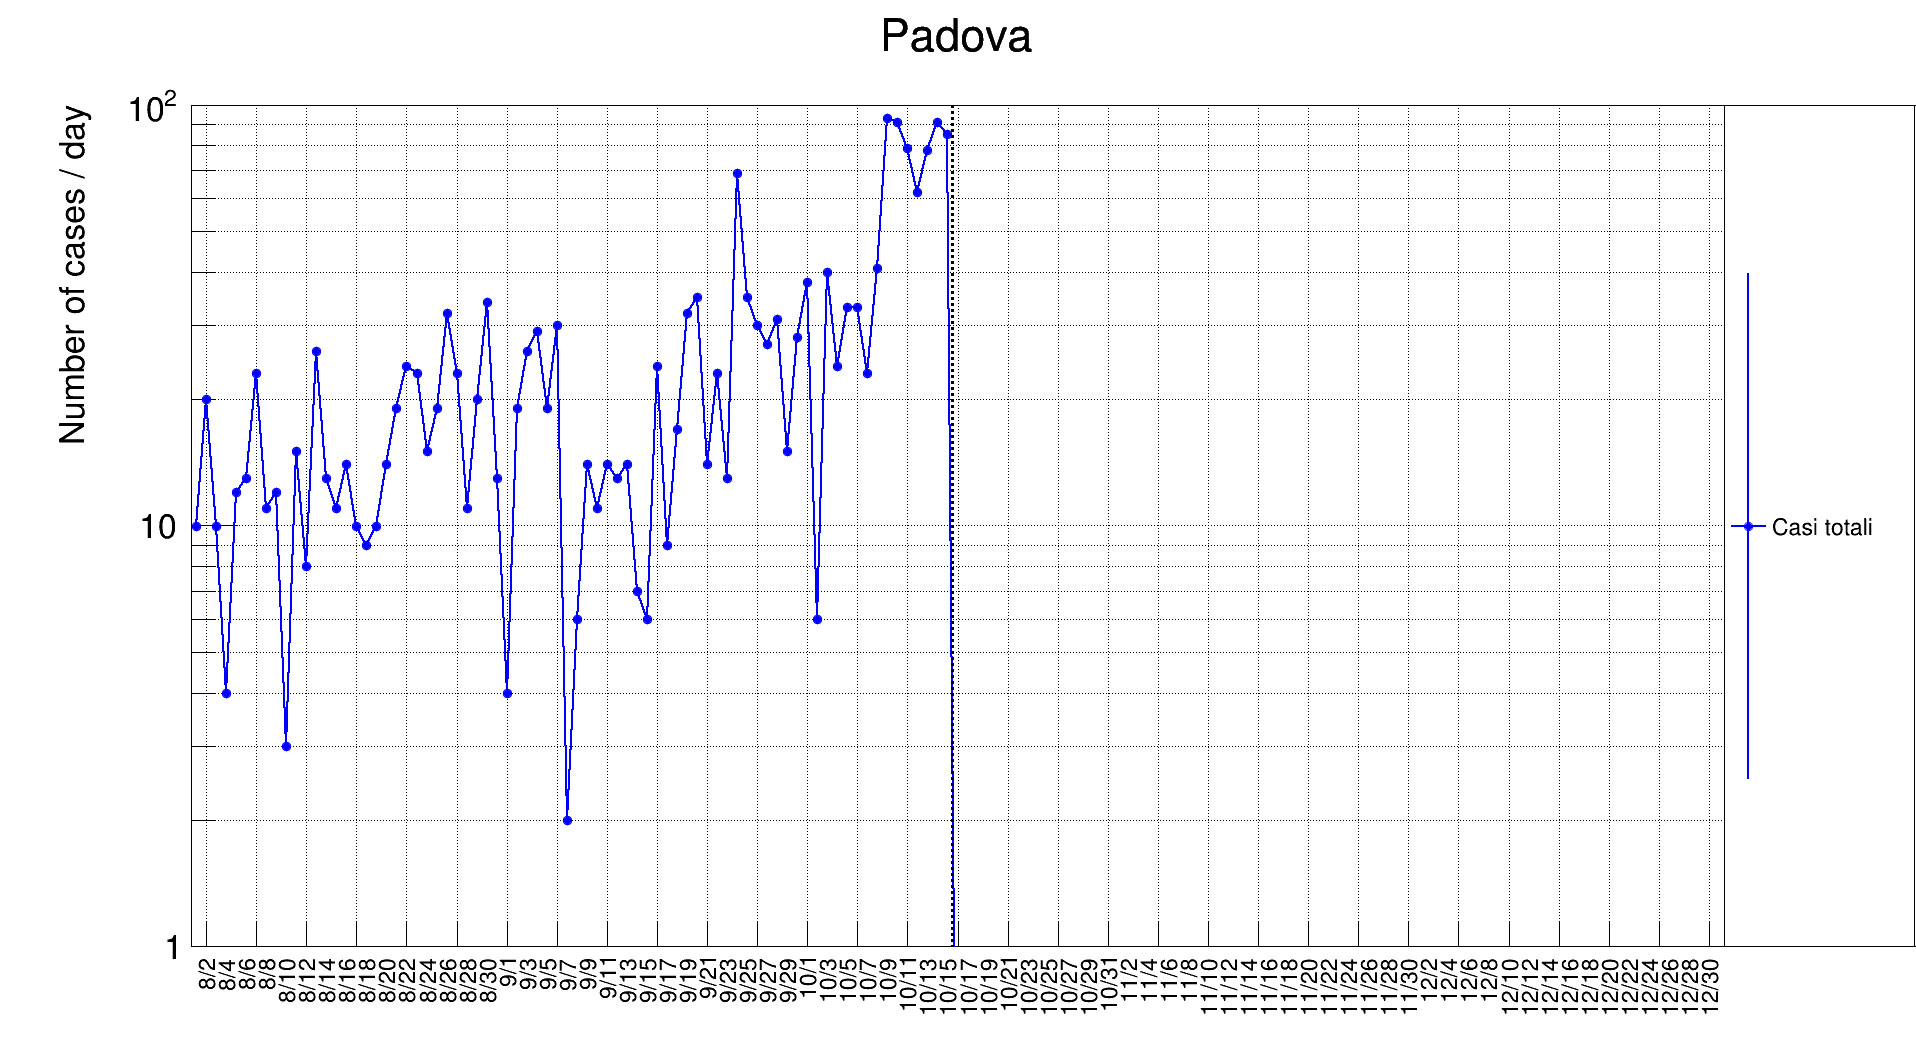 Padova
Number of cases / day
10²
10
1
8/2 8/4 8/6 8/8 8/10 8/12 8/14 8/16 8/18 8/20 8/22 8/24 8/26 8/28 8/30 9/1 9/3 9/5 9/7 9/9 9/11 9/13 9/15 9/17 9/19 9/21 9/23 9/25 9/27 9/29 10/1 10/3 10/5 10/7 10/9 10/11 10/13 10/15 10/17 10/19 10/21 10/23 10/25 10/27 10/29 10/31 11/2 11/4 11/6 11/8 11/10 11/12 11/14 11/16 11/18 11/20 11/22 11/24 11/26 11/28 11/30 12/2 12/4 12/6 12/8 12/10 12/12 12/14 12/16 12/18 12/20 12/22 12/24 12/26 12/28 12/30
Casi totali